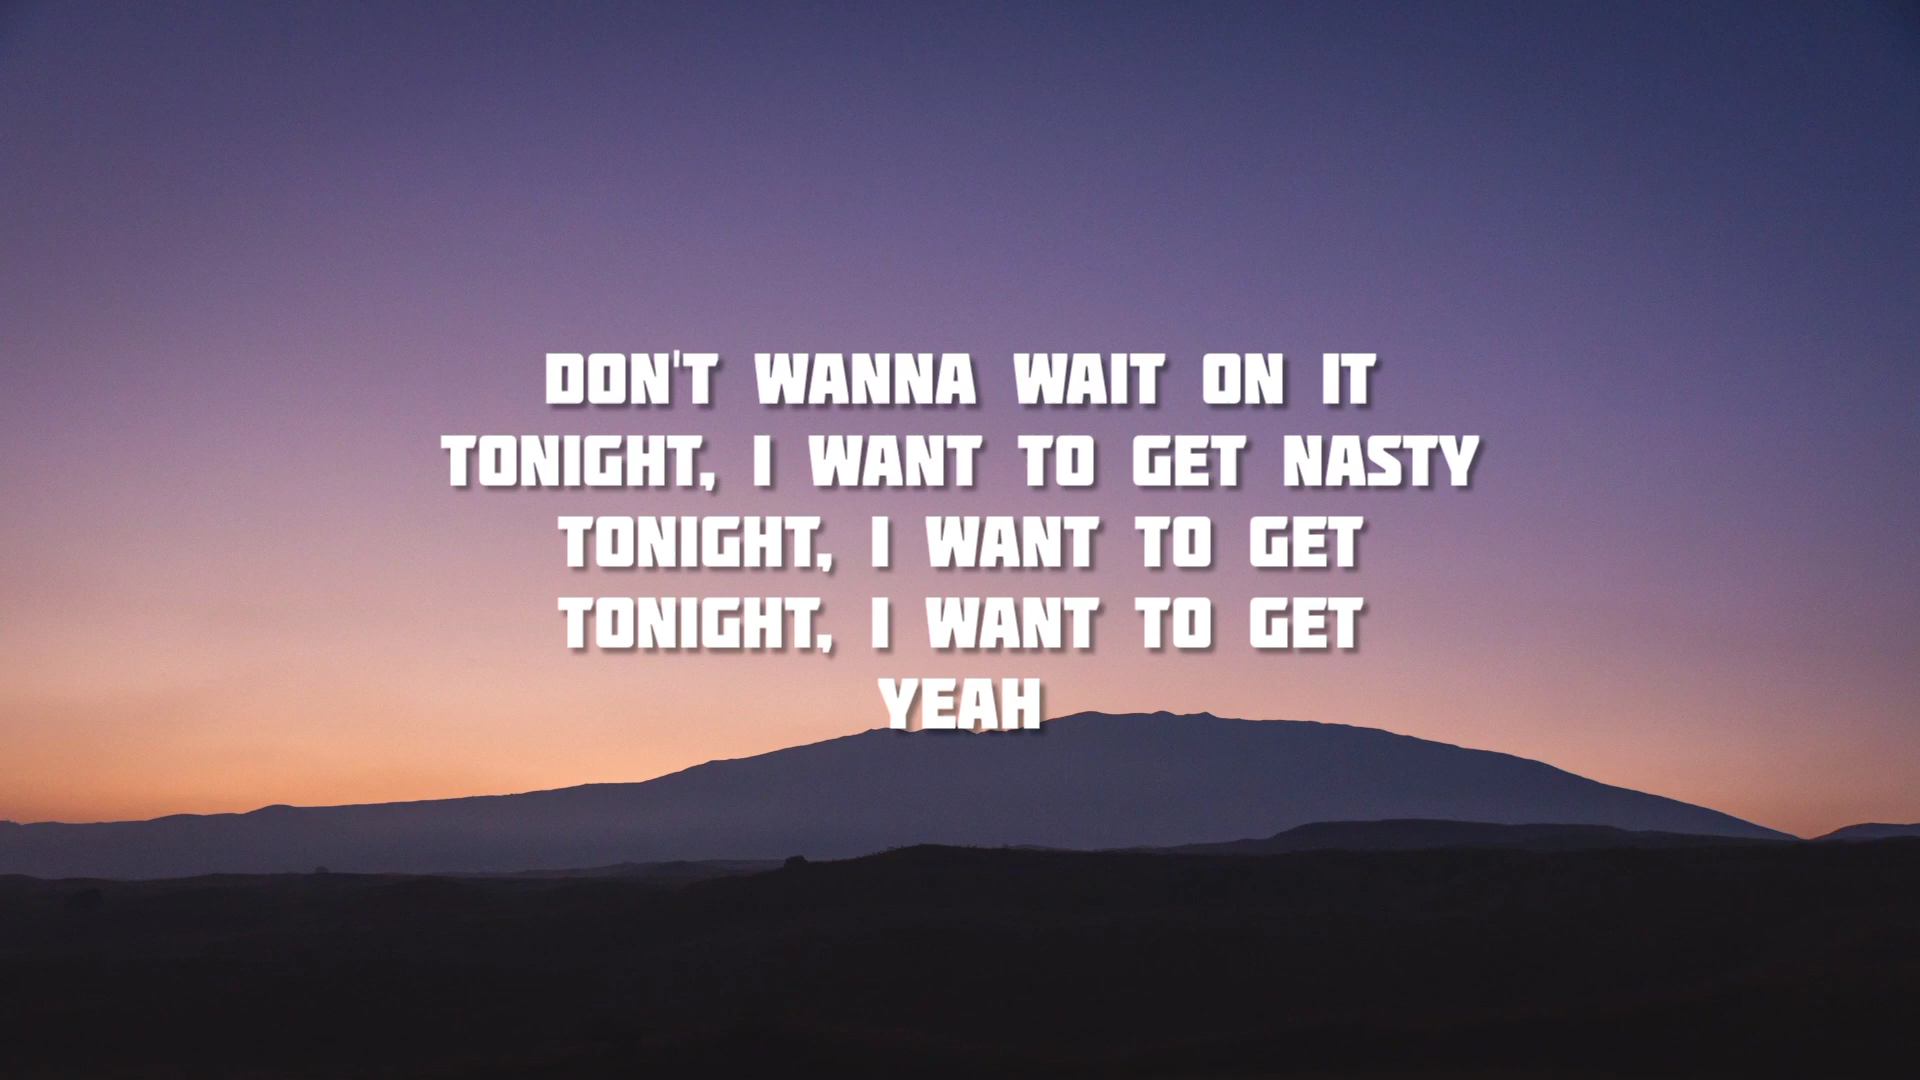 DON'T WANNA WAIT ON IT
TONIGHT, I WANT TO GET NASTY
TONIGHT, I WANT TO GET
TONIGHT, I WANT TO GET
YEAH